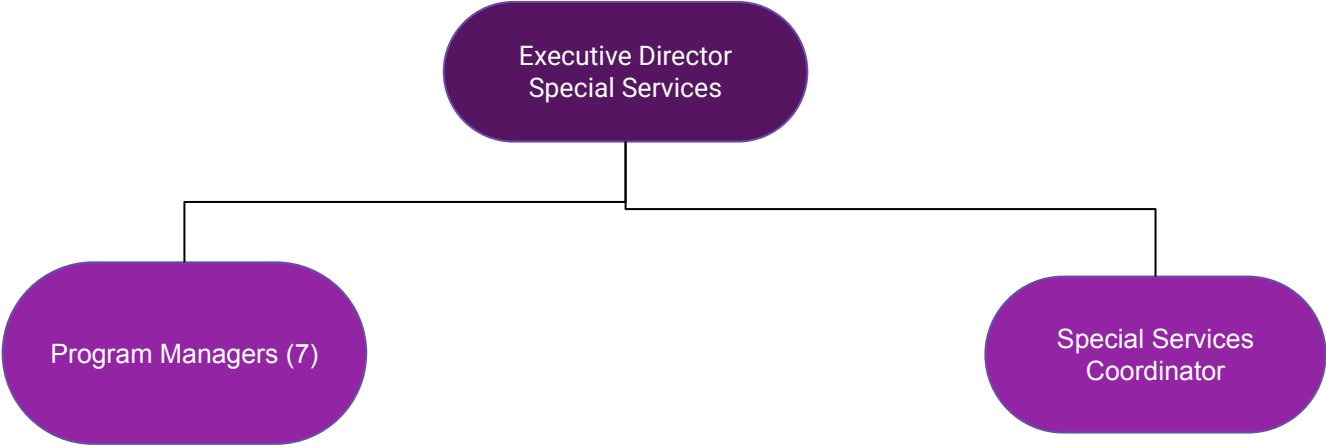 Executive Director
Special Services
Program Managers (7)
Special Services
Coordinator